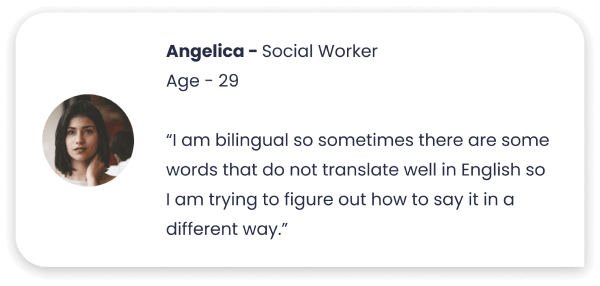 Angelica - Social Worker
Age - 29
“I am bilingual so sometimes there are some
words that do not translate well in English so
I am trying to figure out how to say it in a
different way.”